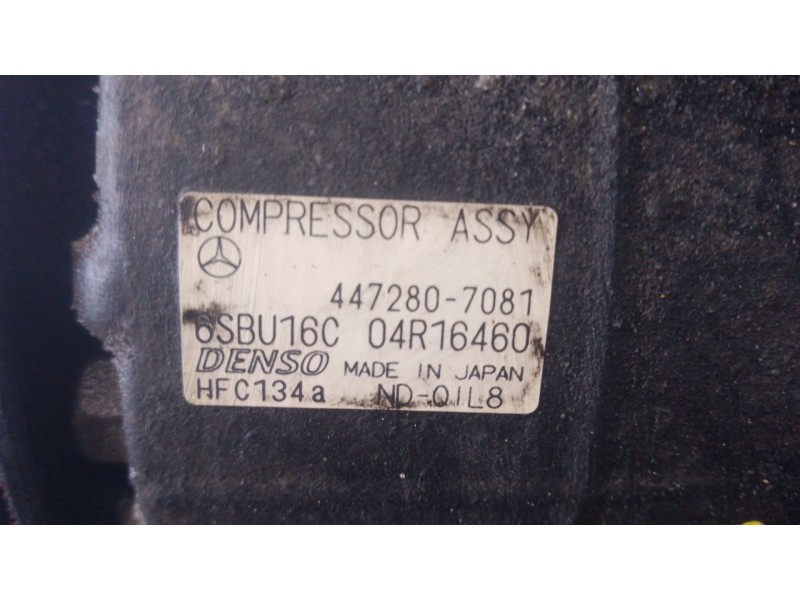 COMPRESSOR ASSY
447280-7081
6SBU16C 04R16460
DENSO MADE IN JAPAN
HFC134a ND-OIL8